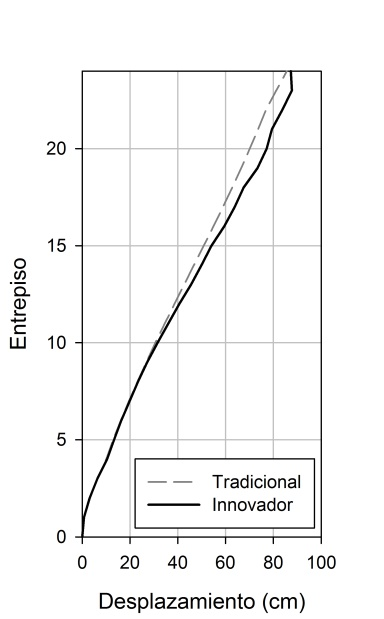 20
15
10
5
0
Entrepiso
Tradicional
Innovador
0 20 40 60 80 100
Desplazamiento (cm)